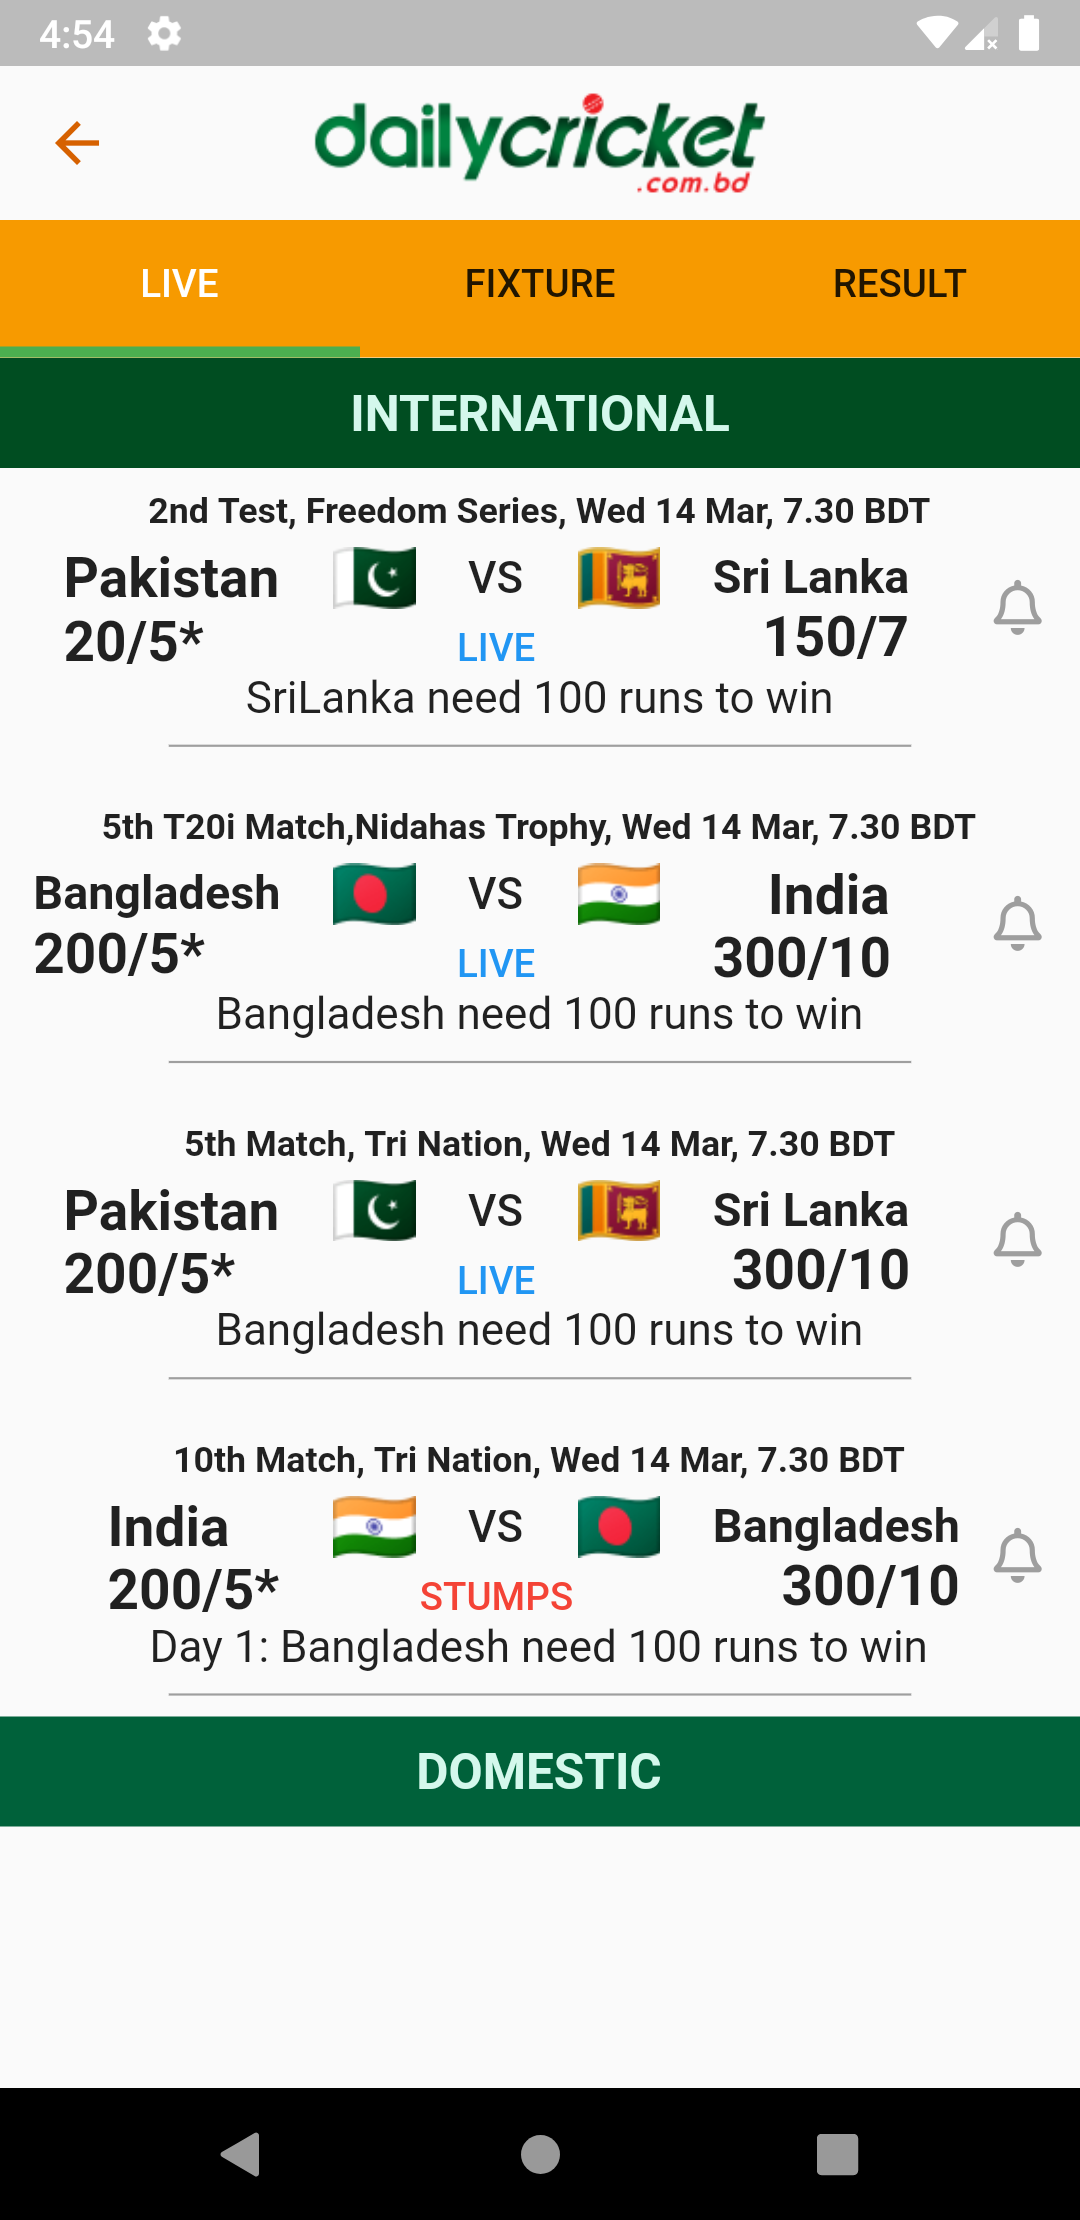 4:54
dailycricket
.com.bd
LIVE FIXTURE RESULT
INTERNATIONAL
2nd Test, Freedom Series, Wed 14 Mar, 7.30 BDT
Pakistan VS Sri Lanka
20/5* LIVE 150/7
SriLanka need 100 runs to win
5th T20i Match,Nidahas Trophy, Wed 14 Mar, 7.30 BDT
Bangladesh VS India
200/5* LIVE 300/10
Bangladesh need 100 runs to win
5th Match, Tri Nation, Wed 14 Mar, 7.30 BDT
Pakistan VS Sri Lanka
200/5* LIVE 300/10
Bangladesh need 100 runs to win
10th Match, Tri Nation, Wed 14 Mar, 7.30 BDT
India VS Bangladesh
200/5* STUMPS 300/10
Day 1: Bangladesh need 100 runs to win
DOMESTIC